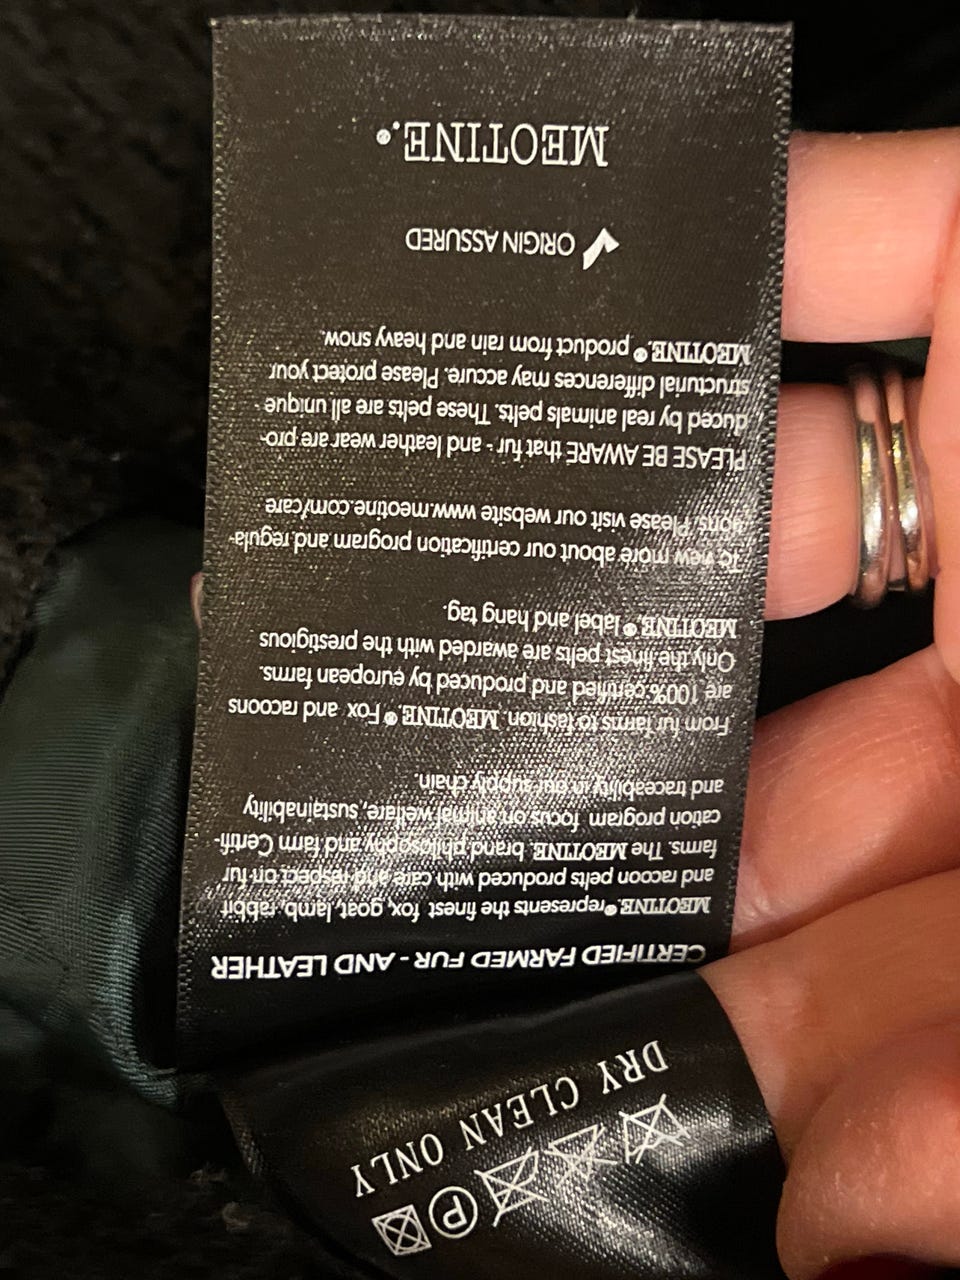 DRY CLEAN ONLY
P
CERTIFIED FARMED FUR - AND LEATHER
MEOTINE.® represents the finest fox, goat, lamb, rabbit
and racoon pelts produced with care and respect on fur
farms. The MEOTINE. brand philosophy and farm Certifi-
cation program focus on animal welfare, sustainability
and traceability in our supply chain.
From fur farms to fashion. MEOTINE.® Fox and racoons
are 100% certified and produced by european farms.
Only the finest pelts are awarded with the prestigious
MEOTINE.® label and hang tag.
To view more about our certification program and regula-
tions. Please visit our website www.meotine.com/care
PLEASE BE AWARE that fur - and leather wear are pro-
duced by real animals pelts. These pelts are all unique -
structurial differences may accure. Please protect your
MEOTINE.® product from rain and heavy snow.
ORIGIN ASSURED
MEOTINE.®